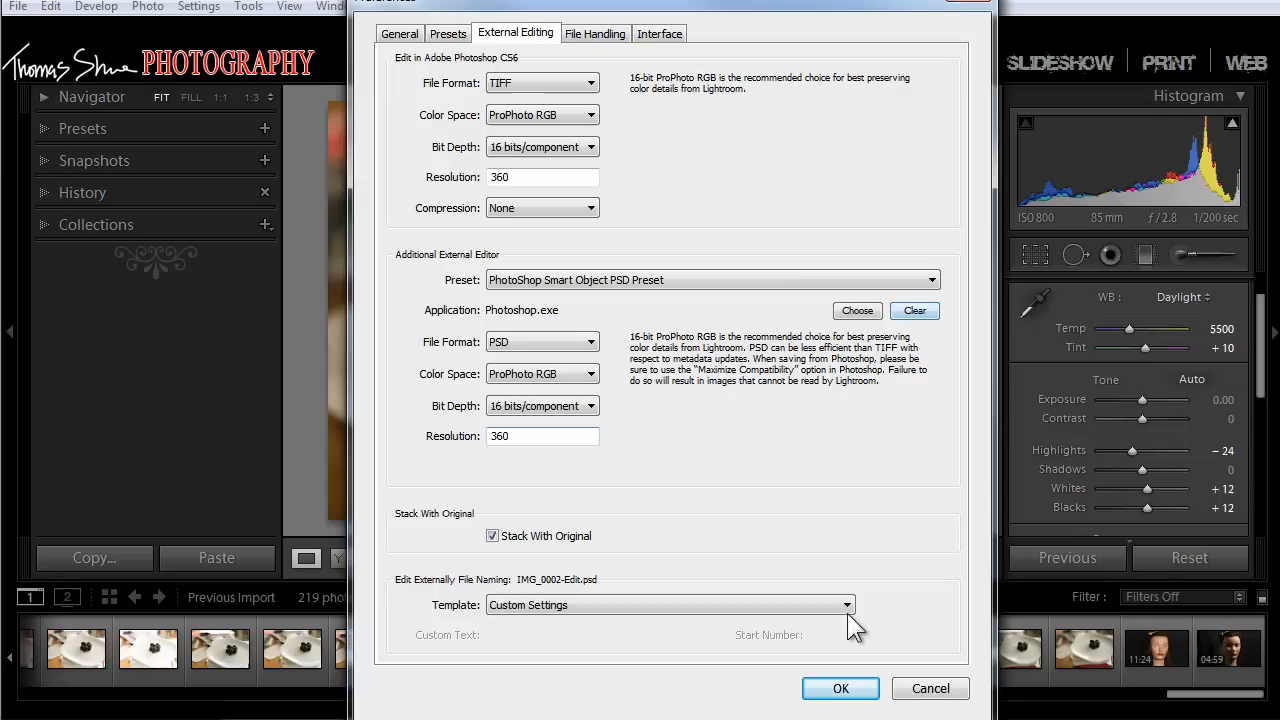 File Edit Develop Photo Settings Tools View
General Presets External Editing File Handling Interface
Thomas Shue PHOTOGRAPHY
SLIDESHOW | PRINT | WEB
Edit in Adobe Photoshop CS6
File Format: TIFF
16-bit ProPhoto RGB is the recommended choice for best preserving
color details from Lightroom.
Color Space: ProPhoto RGB
Bit Depth: 16 bits/component
Resolution: 360
Compression: None
Additional External Editor
Preset: PhotoShop Smart Object PSD Preset
Application: Photoshop.exe
Choose Clear
File Format: PSD
16-bit ProPhoto RGB is the recommended choice for best preserving
color details from Lightroom. PSD can be less efficient than TIFF with
respect to metadata updates. When saving from Photoshop, please be
sure to use the "Maximize Compatibility" option in Photoshop. Failure to
do so will result in images that cannot be read by Lightroom.
Color Space: ProPhoto RGB
Bit Depth: 16 bits/component
Resolution: 360
Stack With Original
Stack With Original
Edit Externally File Naming: IMG_0002-Edit.psd
Template: Custom Settings
Custom Text: Start Number:
OK Cancel
Navigator FIT FILL 1:1 1:3
Presets
Snapshots
History
Collections
Copy... Paste
1 2 Previous Import 219
Histogram
ISO 800 85 mm f / 2.8 1/200 sec
WB : Daylight
Temp 5500
Tint + 10
Tone Auto
Exposure 0.00
Contrast 0
Highlights − 24
Shadows 0
Whites + 12
Blacks + 12
Previous Reset
Filter : Filters Off
11:24 04:59